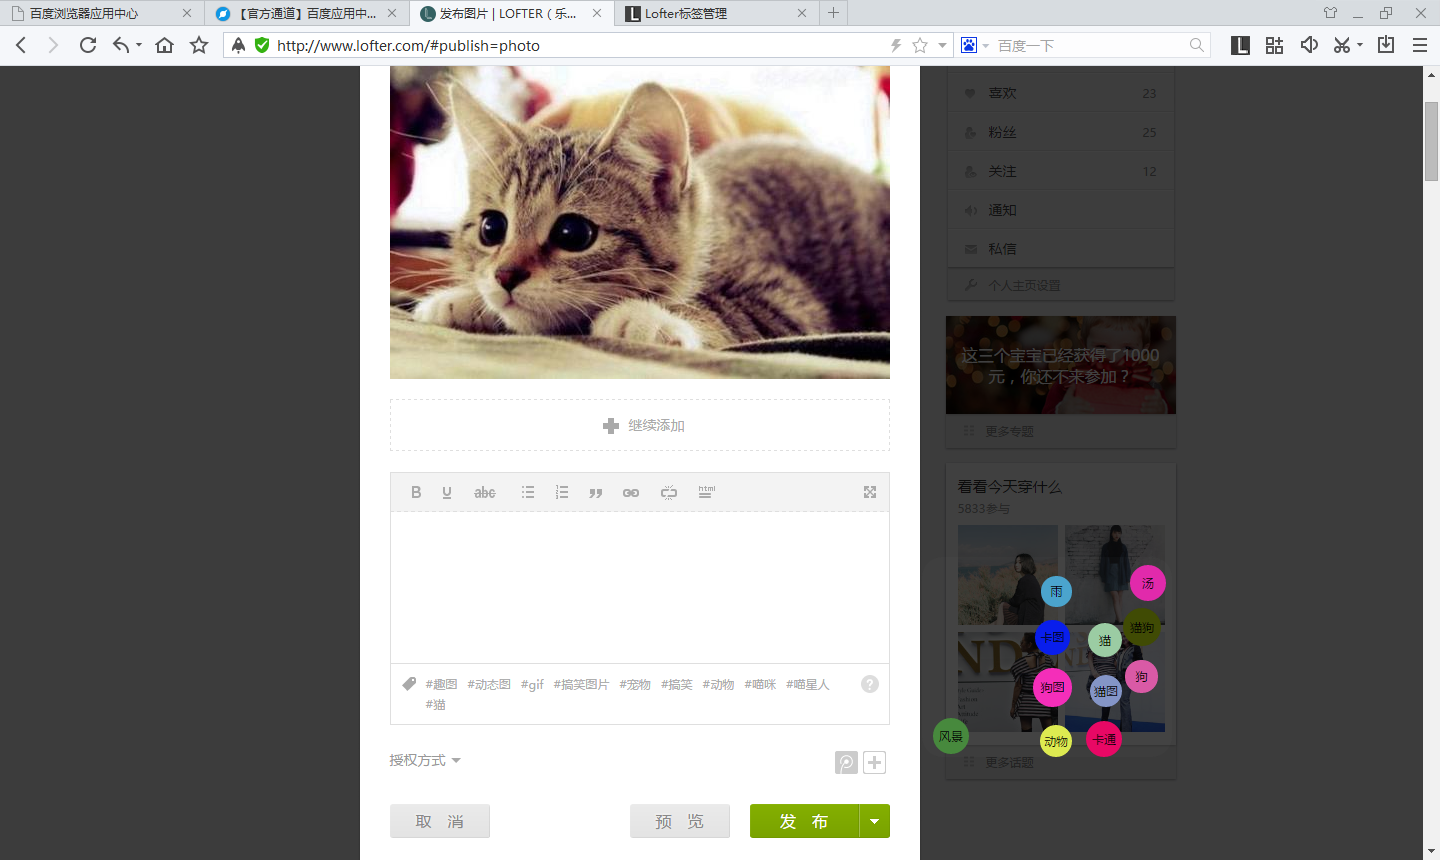 百度浏览器应用中心
【官方通道】百度应用中...
发布图片 | LOFTER（乐...
Lofter标签管理
http://www.lofter.com/#publish=photo
百度一下
喜欢 23
粉丝 25
关注 12
通知
私信
个人主页设置
这三个宝宝已经获得了1000
元，你还不来参加？
更多专题
看看今天穿什么
5833参与
继续添加
B U abc html
#趣图 #动态图 #gif #搞笑图片 #宠物 #搞笑 #动物 #喵咪 #喵星人
#猫
授权方式
取 消
预 览
发 布
雨
汤
卡图
猫
猫狗
狗图
猫图
狗
风景
动物
卡通
更多话题